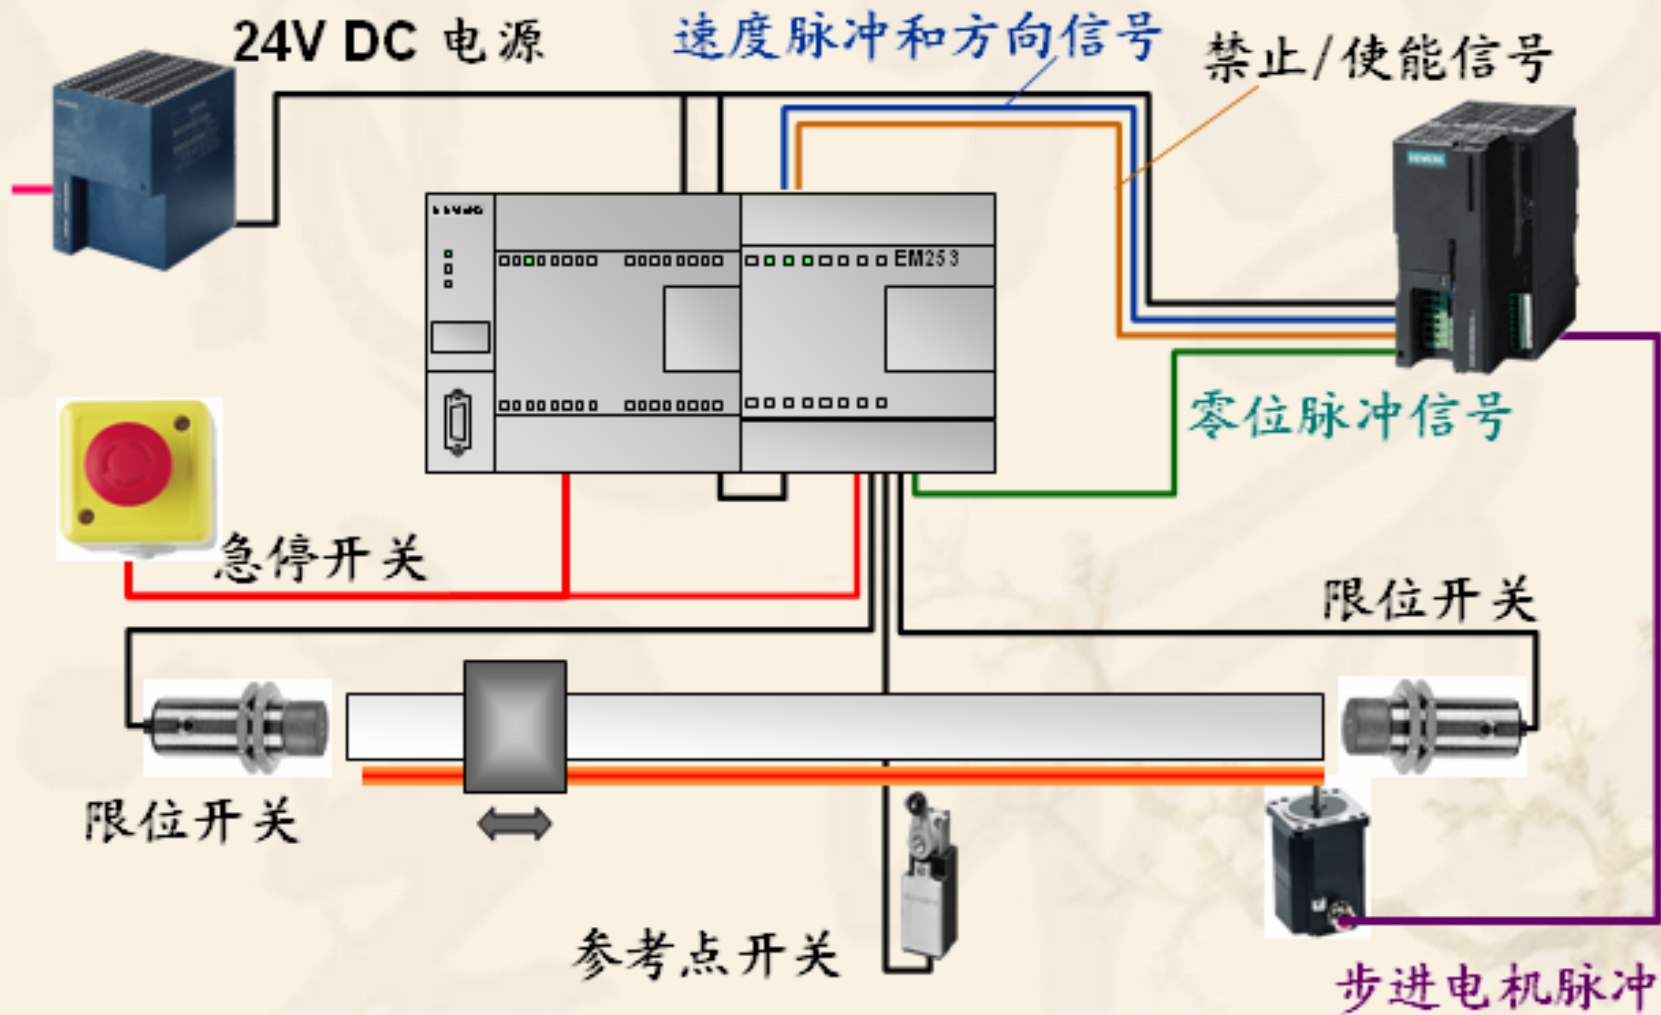 24V DC 电源
速度脉冲和方向信号
禁止/使能信号
SIEMENS
SIEMENS
EM253
零位脉冲信号
急停开关
限位开关
限位开关
参考点开关
步进电机脉冲